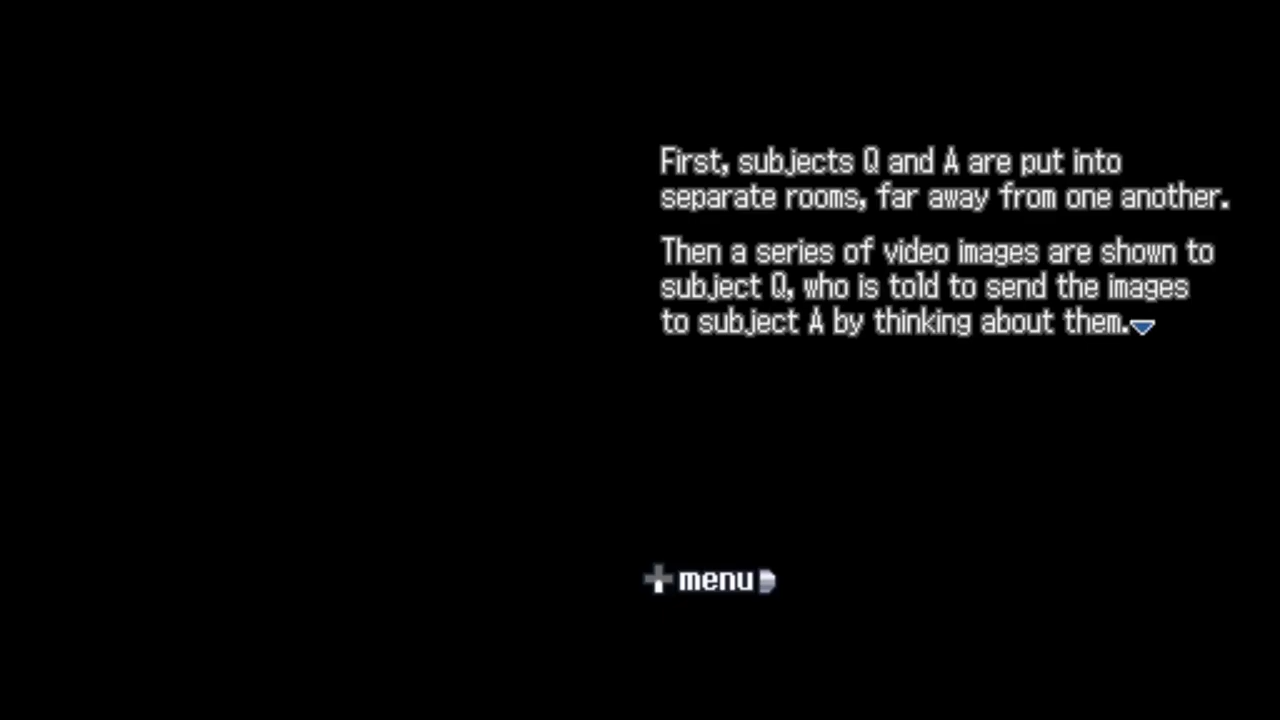 First, subjects Q and A are put into
separate rooms, far away from one another.
Then a series of video images are shown to
subject Q, who is told to send the images
to subject A by thinking about them.
menu